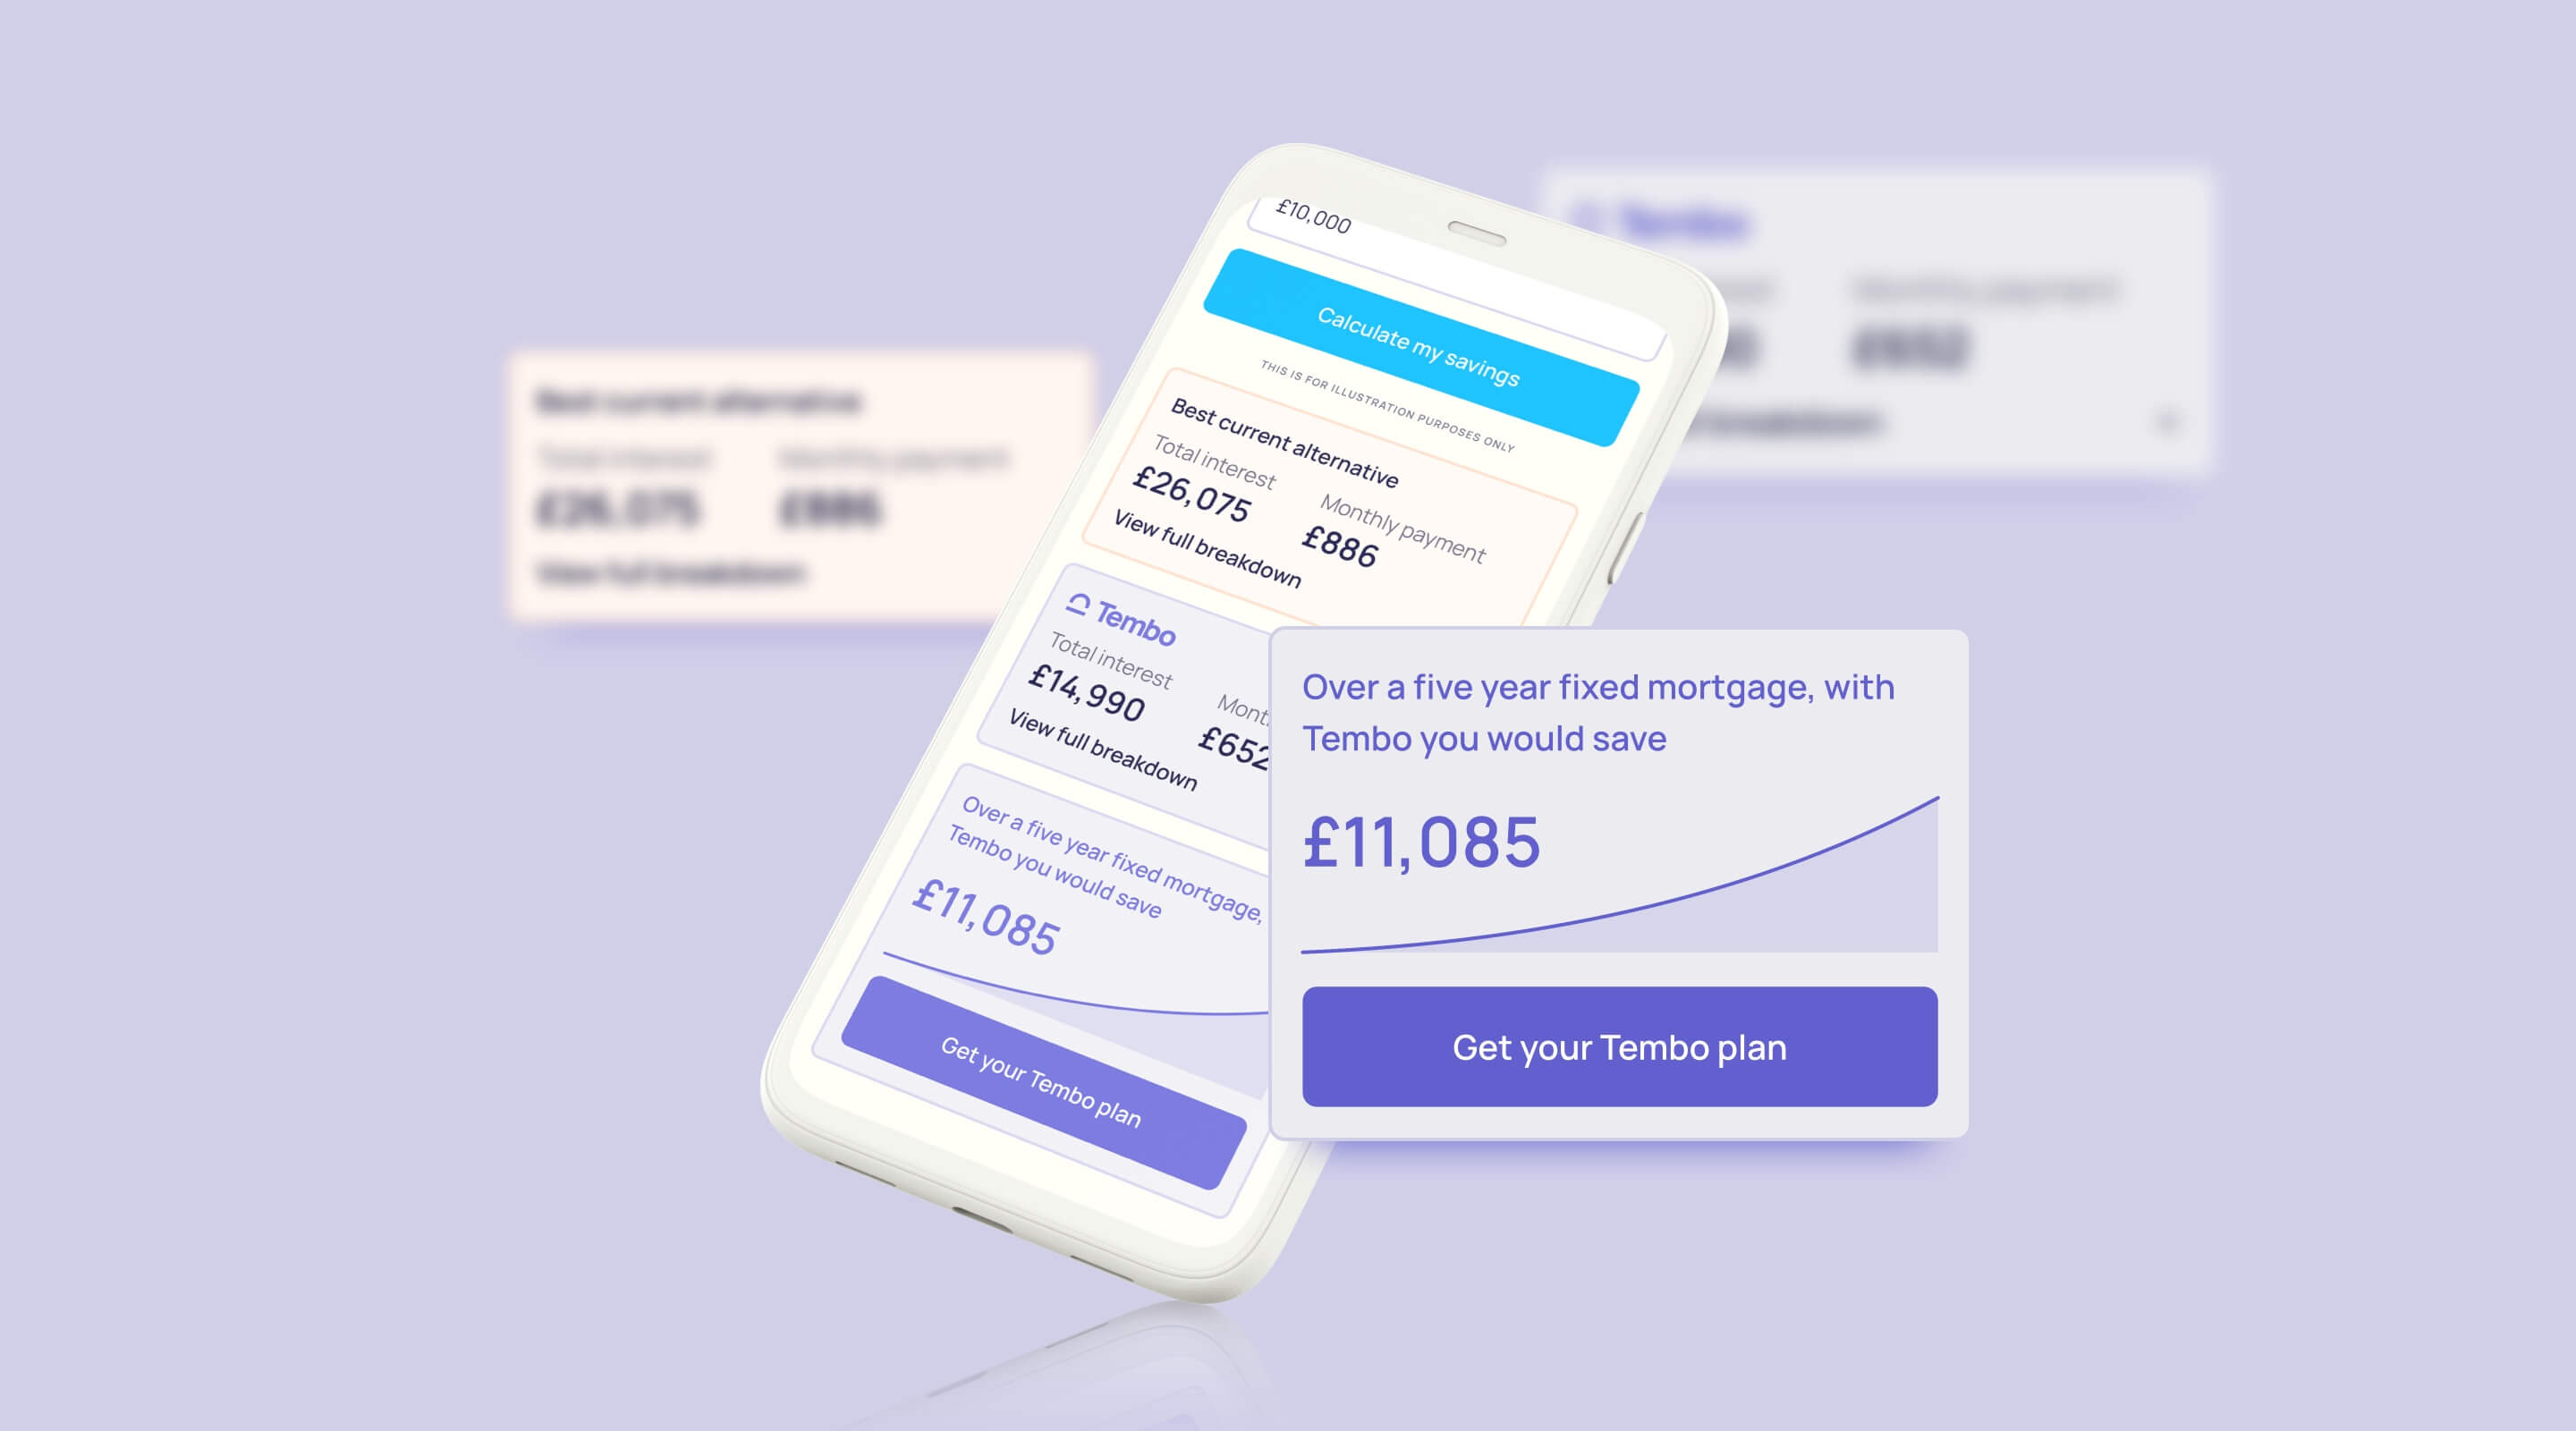 £10,000
Calculate my savings
THIS IS FOR ILLUSTRATION PURPOSES ONLY
Best current alternative
Total interest
Monthly payment
£26,075
£886
View full breakdown
Tembo
Total interest
£14,990
£652
View full breakdown
Over a five year fixed mortgage,
Tembo you would save
£11,085
Get your Tembo plan
Over a five year fixed mortgage, with
Tembo you would save
£11,085
Get your Tembo plan
Best current alternative
Total interest
Monthly payment
£26,075
£886
View full breakdown
Tembo
Monthly payment
£652
breakdown